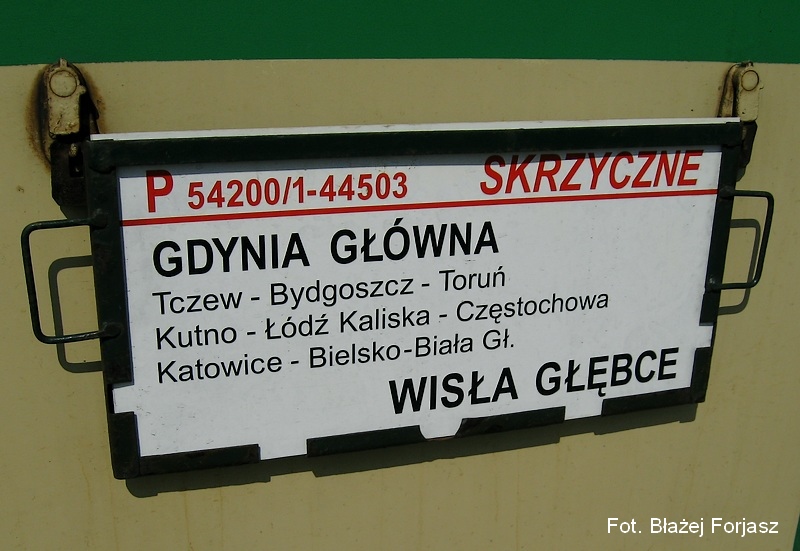 P 54200/1-44503 SKRZYCZNE
GDYNIA GŁÓWNA
Tczew - Bydgoszcz - Toruń
Kutno - Łódź Kaliska - Częstochowa
Katowice - Bielsko-Biała Gł.
WISŁA GŁĘBCE
Fot. Błażej Forjasz